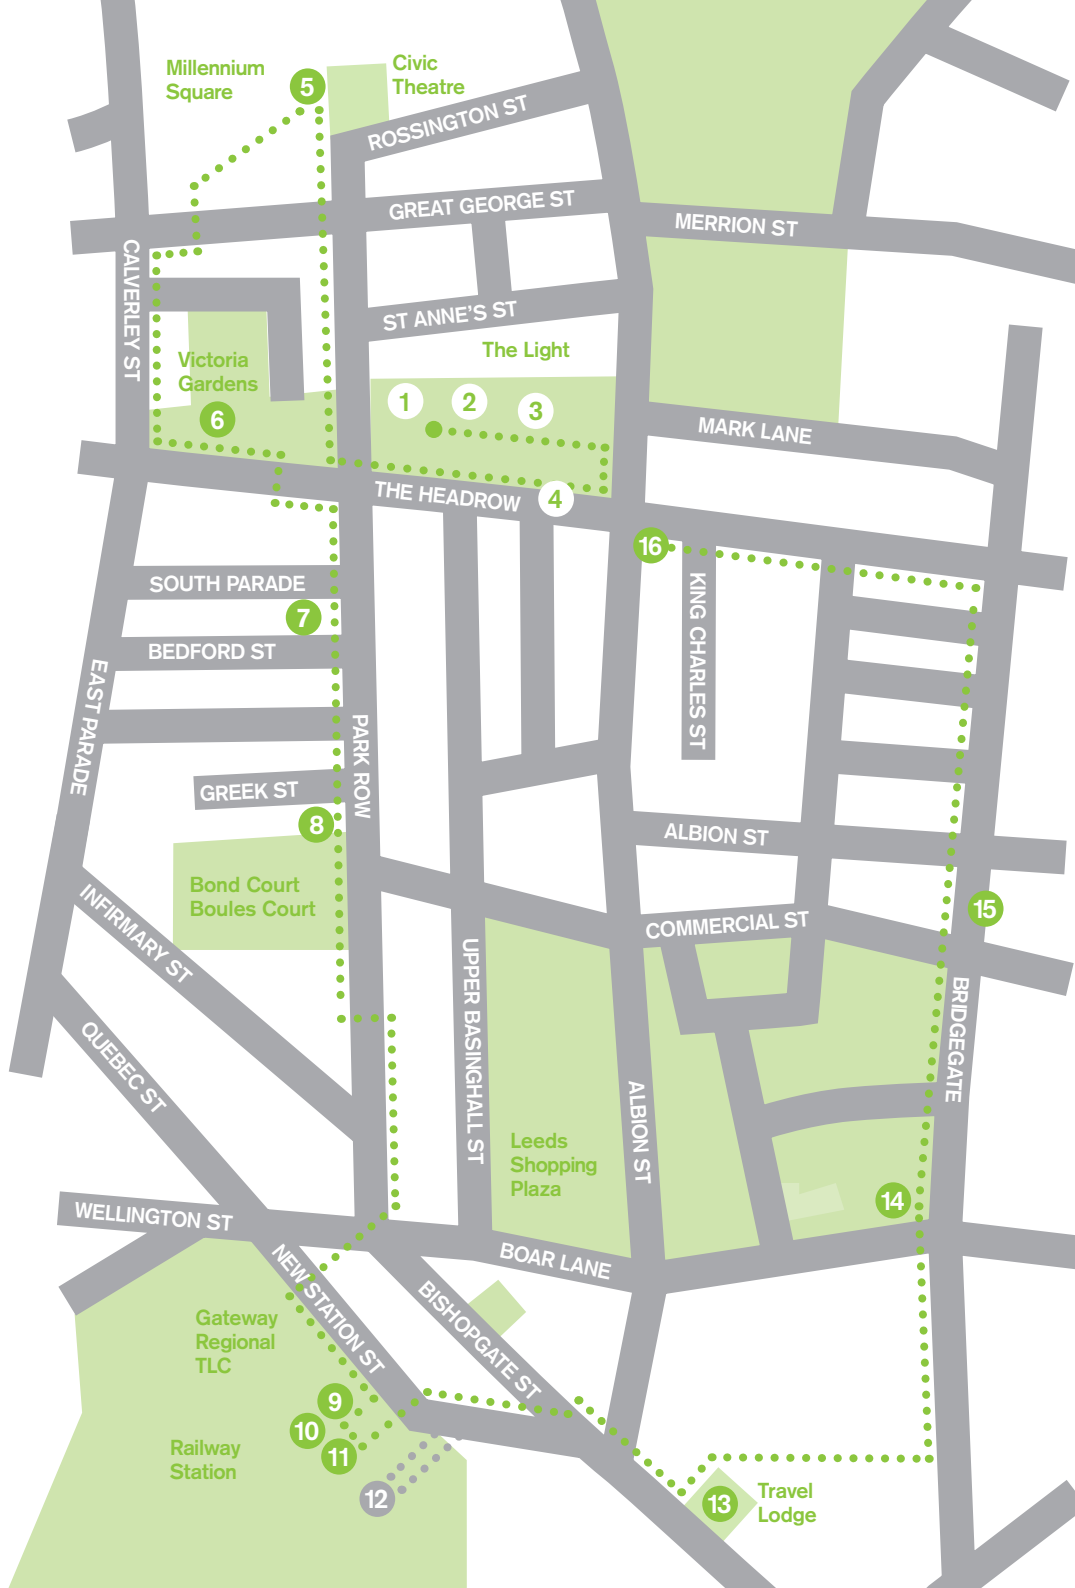 Millennium
Square
5
Civic
Theatre
ROSSINGTON ST
GREAT GEORGE ST
MERRION ST
CALVERLEY ST
ST ANNE'S ST
The Light
Victoria
Gardens
6
1
2
3
MARK LANE
THE HEADROW
4
16
SOUTH PARADE
7
KING CHARLES ST
BEDFORD ST
EAST PARADE
PARK ROW
GREEK ST
8
ALBION ST
Bond Court
Boules Court
INFIRMARY ST
COMMERCIAL ST
15
UPPER BASINGHALL ST
BRIDGEGATE
QUEBEC ST
ALBION ST
Leeds
Shopping
Plaza
14
WELLINGTON ST
BOAR LANE
NEW STATION ST
BISHOPGATE ST
Gateway
Regional
TLC
9
10
11
Railway
Station
12
13
Travel
Lodge